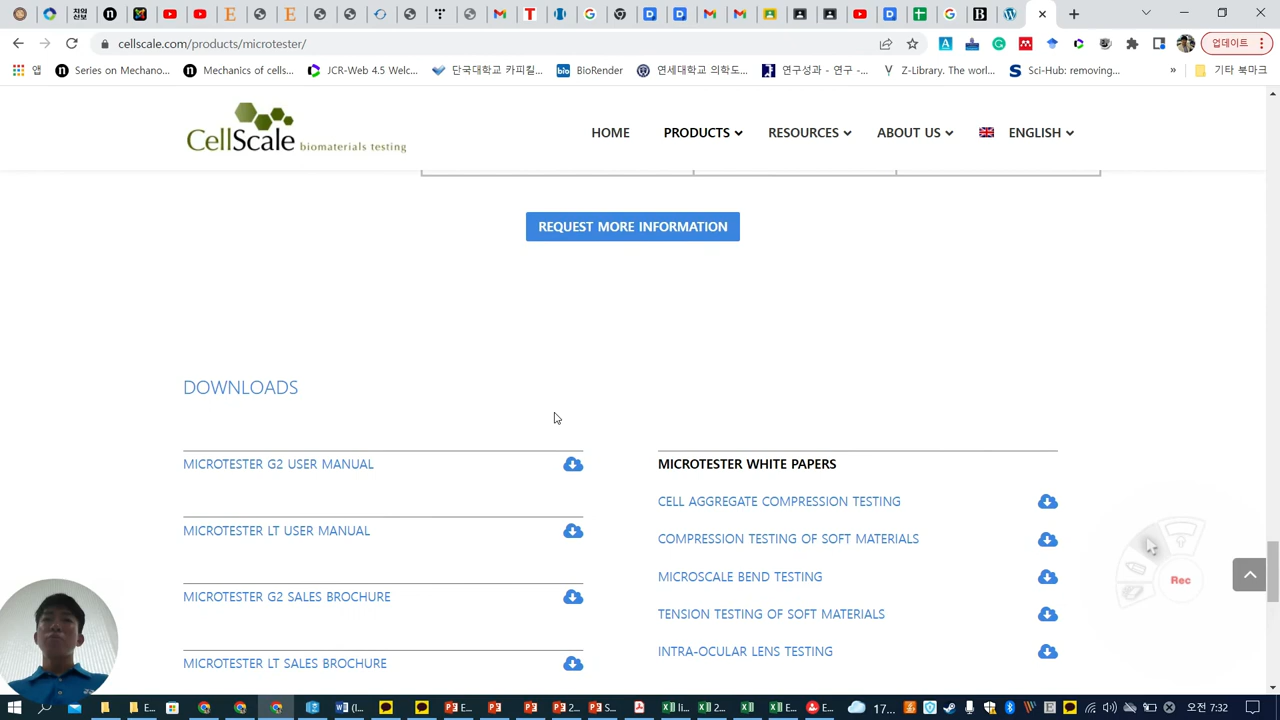 cellscale.com/products/microtester/
업데이트
앱
Series on Mechano...
Mechanics of cells...
JCR-Web 4.5 Welc...
단국대학교 카피킬...
bio BioRender
연세대학교 의학도...
연구성과 - 연구 -...
Z-Library. The worl...
Sci-Hub: removing...
»
기타 북마크
CellScale biomaterials testing
HOME
PRODUCTS
RESOURCES
ABOUT US
ENGLISH
REQUEST MORE INFORMATION
DOWNLOADS
MICROTESTER G2 USER MANUAL
MICROTESTER LT USER MANUAL
MICROTESTER G2 SALES BROCHURE
MICROTESTER LT SALES BROCHURE
MICROTESTER WHITE PAPERS
CELL AGGREGATE COMPRESSION TESTING
COMPRESSION TESTING OF SOFT MATERIALS
MICROSCALE BEND TESTING
TENSION TESTING OF SOFT MATERIALS
INTRA-OCULAR LENS TESTING
Rec
17...
오전 7:32